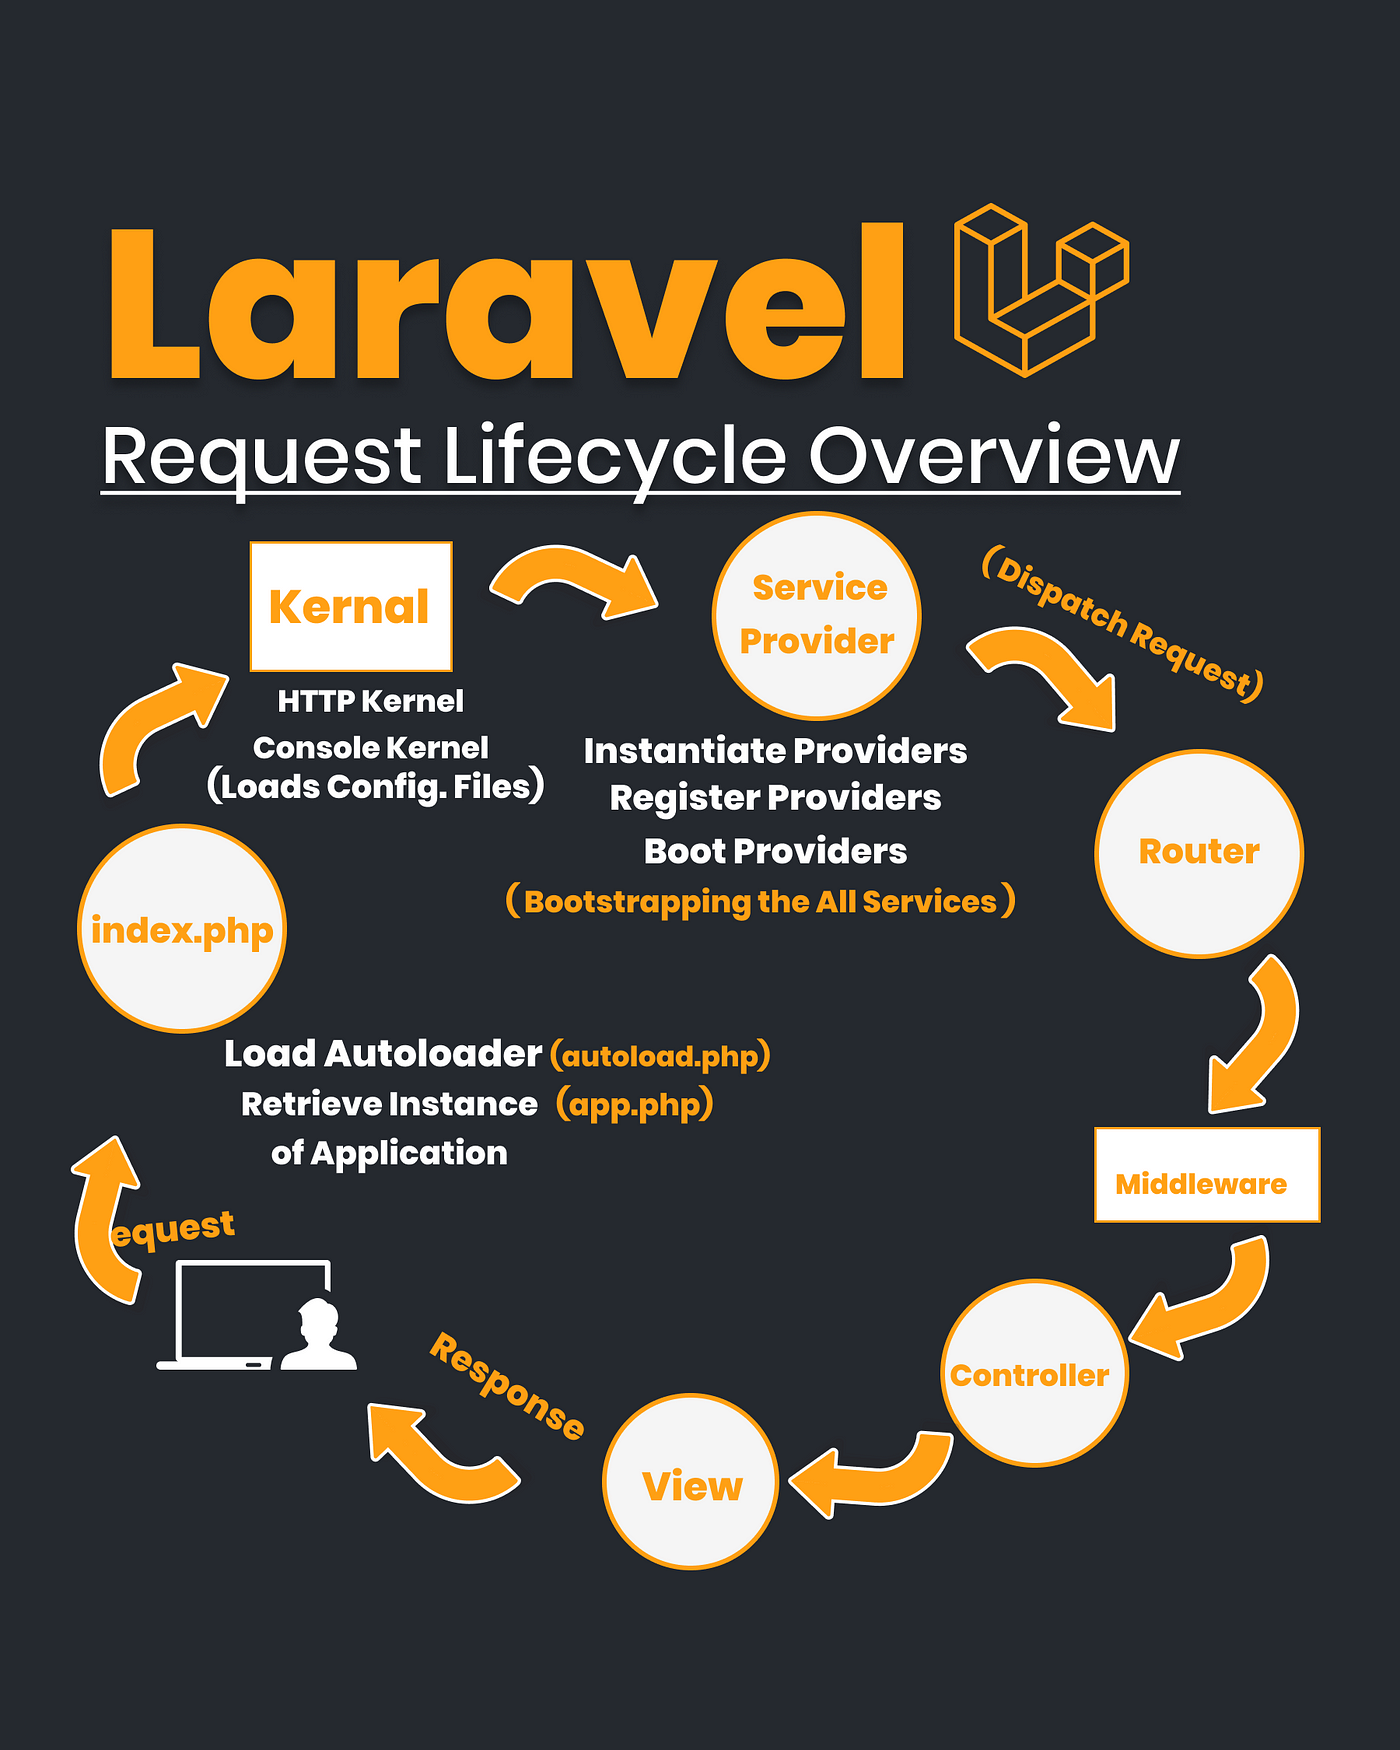 Laravel
Request Lifecycle Overview
Kernal
HTTP Kernel
Console Kernel
(Loads Config. Files)
Service
Provider
Instantiate Providers
Register Providers
Boot Providers
(Bootstrapping the All Services)
(Dispatch Request)
Router
index.php
Load Autoloader (autoload.php)
Retrieve Instance (app.php)
of Application
Middleware
equest
Controller
Response
View